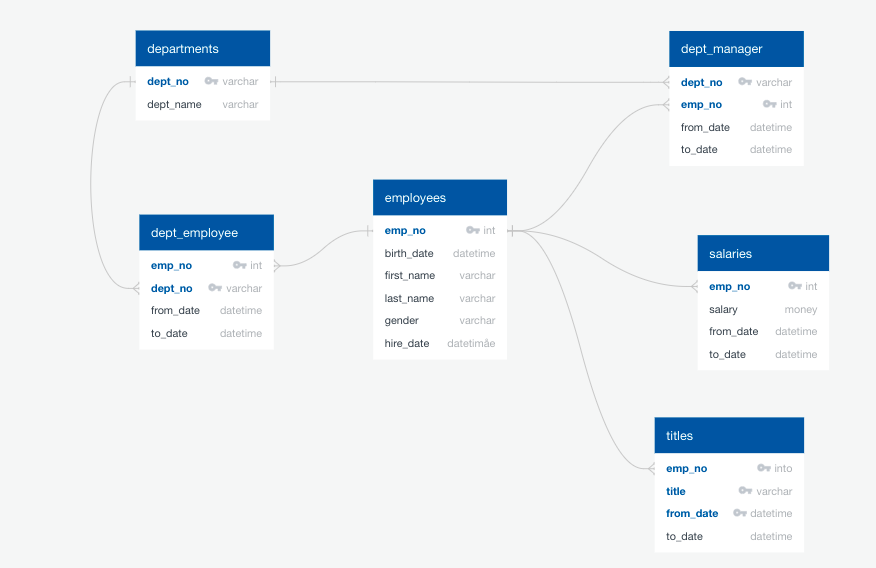 departments
dept_no varchar
dept_name varchar
dept_manager
dept_no varchar
emp_no int
from_date datetime
to_date datetime
employees
emp_no int
birth_date datetime
first_name varchar
last_name varchar
gender varchar
hire_date datetimåe
dept_employee
emp_no int
dept_no varchar
from_date datetime
to_date datetime
salaries
emp_no int
salary money
from_date datetime
to_date datetime
titles
emp_no into
title varchar
from_date datetime
to_date datetime